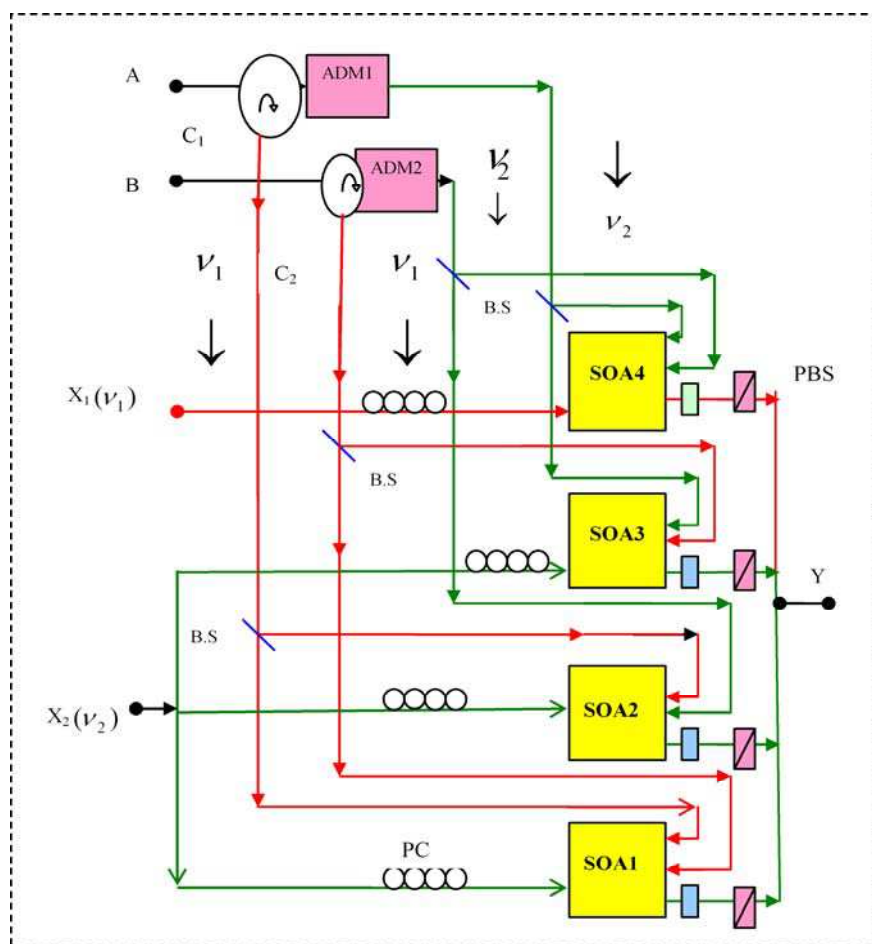 A
ADM1
C1
B
ADM2
ν2
ν2
ν1
C2
ν1
B.S
SOA4
PBS
X1(ν1)
B.S
SOA3
Y
B.S
X2(ν2)
SOA2
PC
SOA1